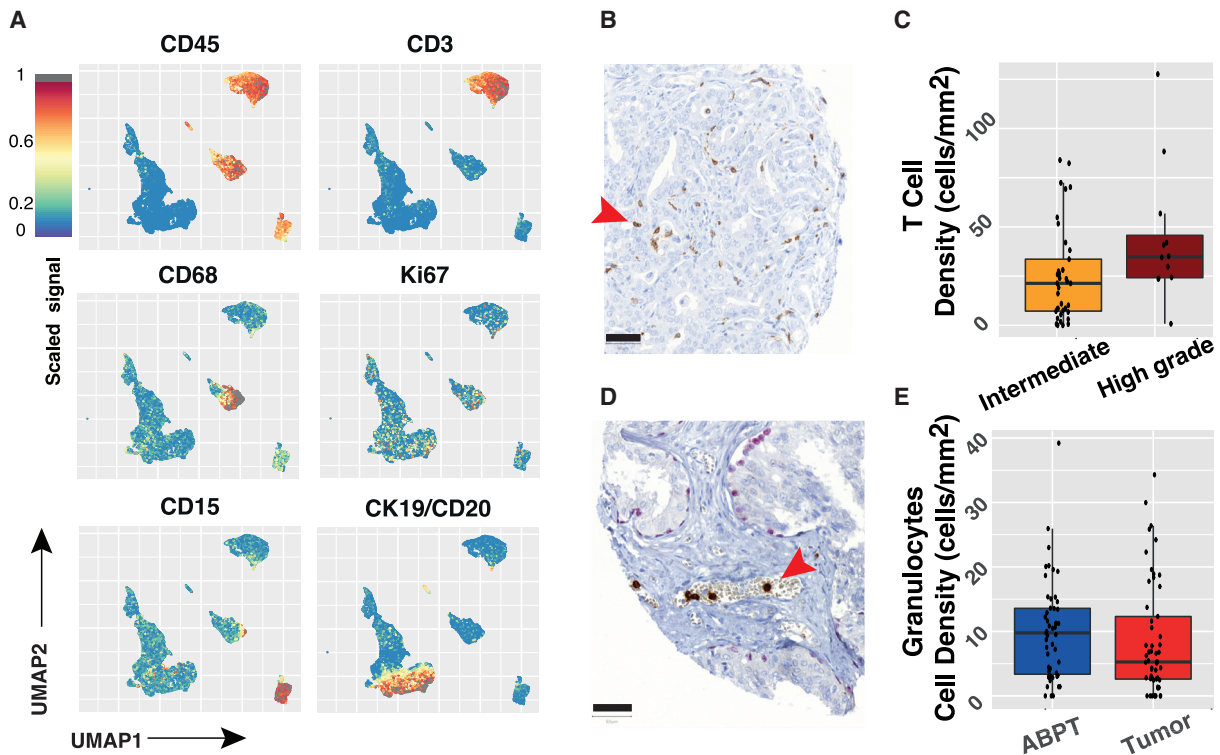 A
B
C
CD45
CD3
1
0.6
0.2
0
Scaled signal
CD68
Ki67
CD15
CK19/CD20
UMAP2
UMAP1
T Cell
Density (cells/mm2)
100
50
0
Intermediate
High grade
D
E
Granulocytes
Cell Density (cells/mm2)
40
30
20
10
0
ABPT
Tumor